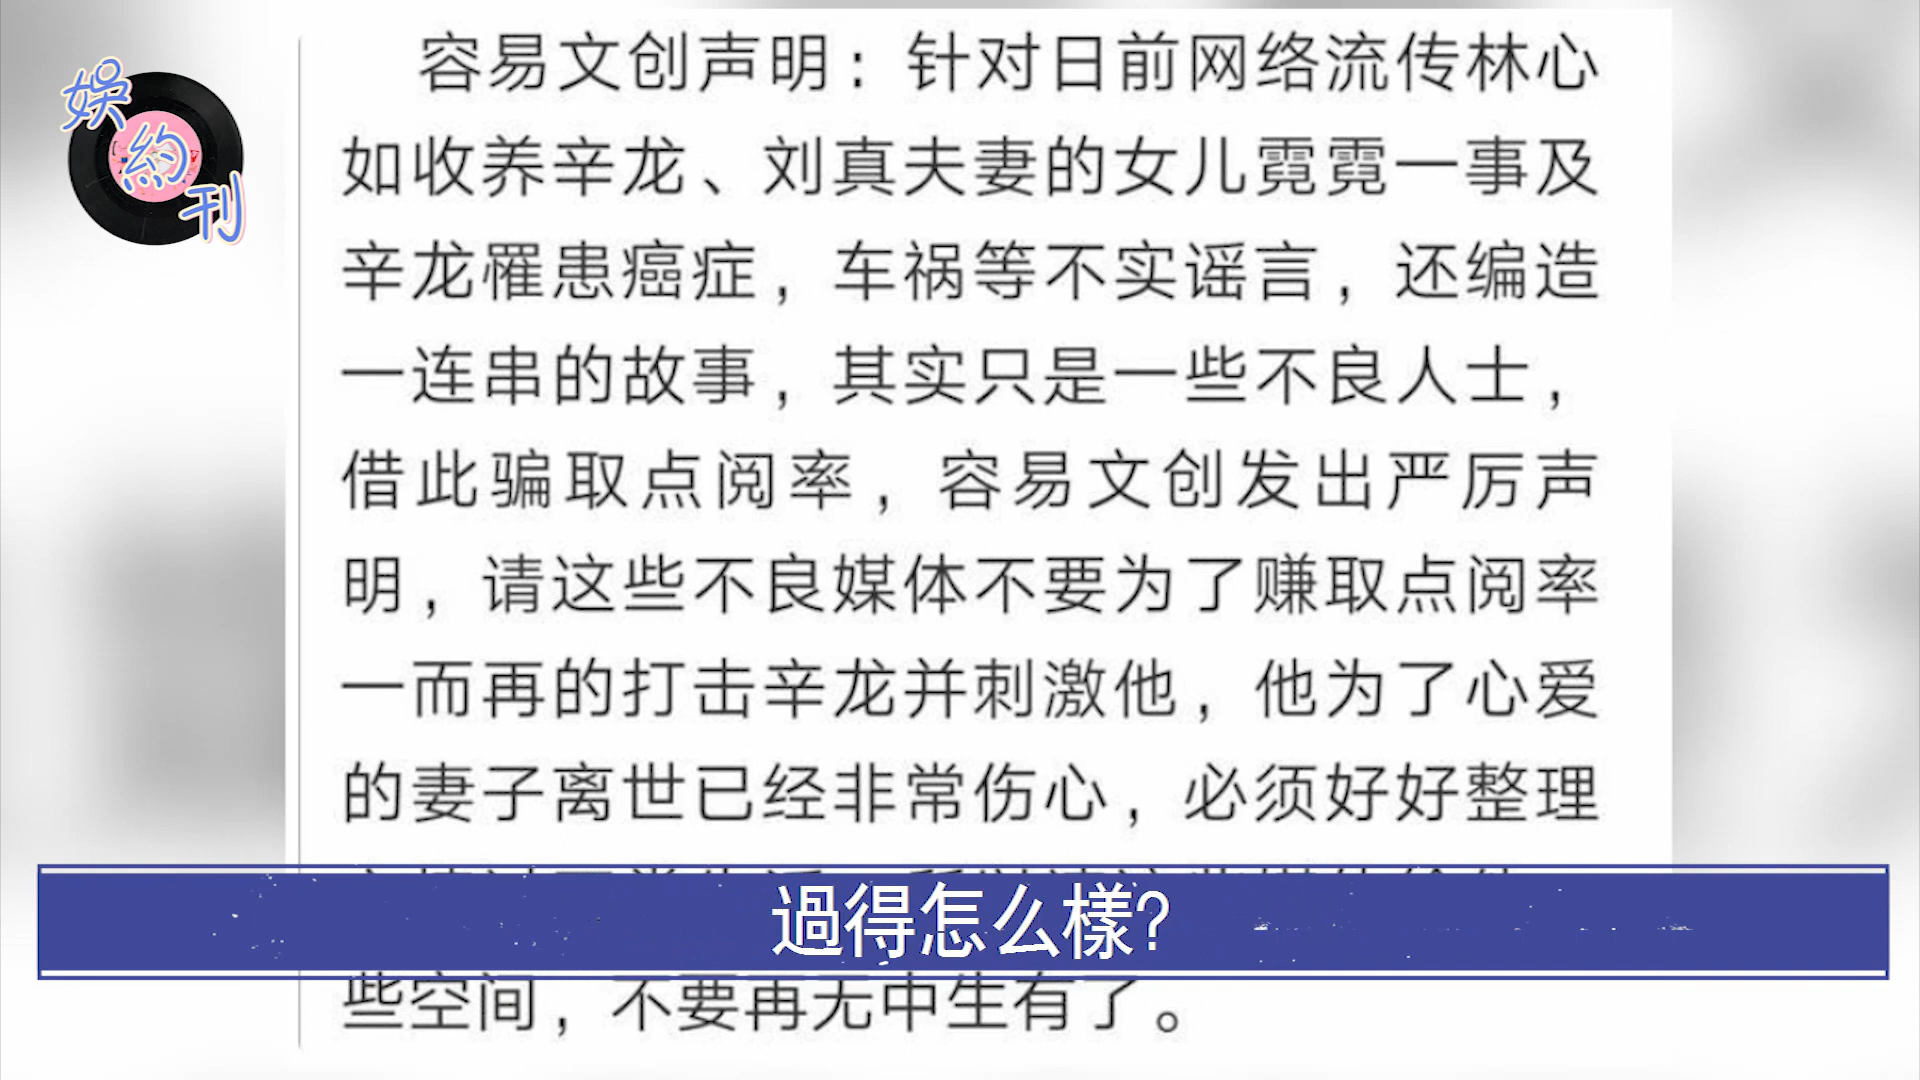 娱
約
刊
容易文创声明：针对日前网络流传林心
如收养辛龙、刘真夫妻的女儿霓霓一事及
辛龙罹患癌症，车祸等不实谣言，还编造
一连串的故事，其实只是一些不良人士，
借此骗取点阅率，容易文创发出严厉声
明，请这些不良媒体不要为了赚取点阅率
一而再的打击辛龙并刺激他，他为了心爱
的妻子离世已经非常伤心，必须好好整理
過得怎么樣?
些空间，不要再无中生有了。